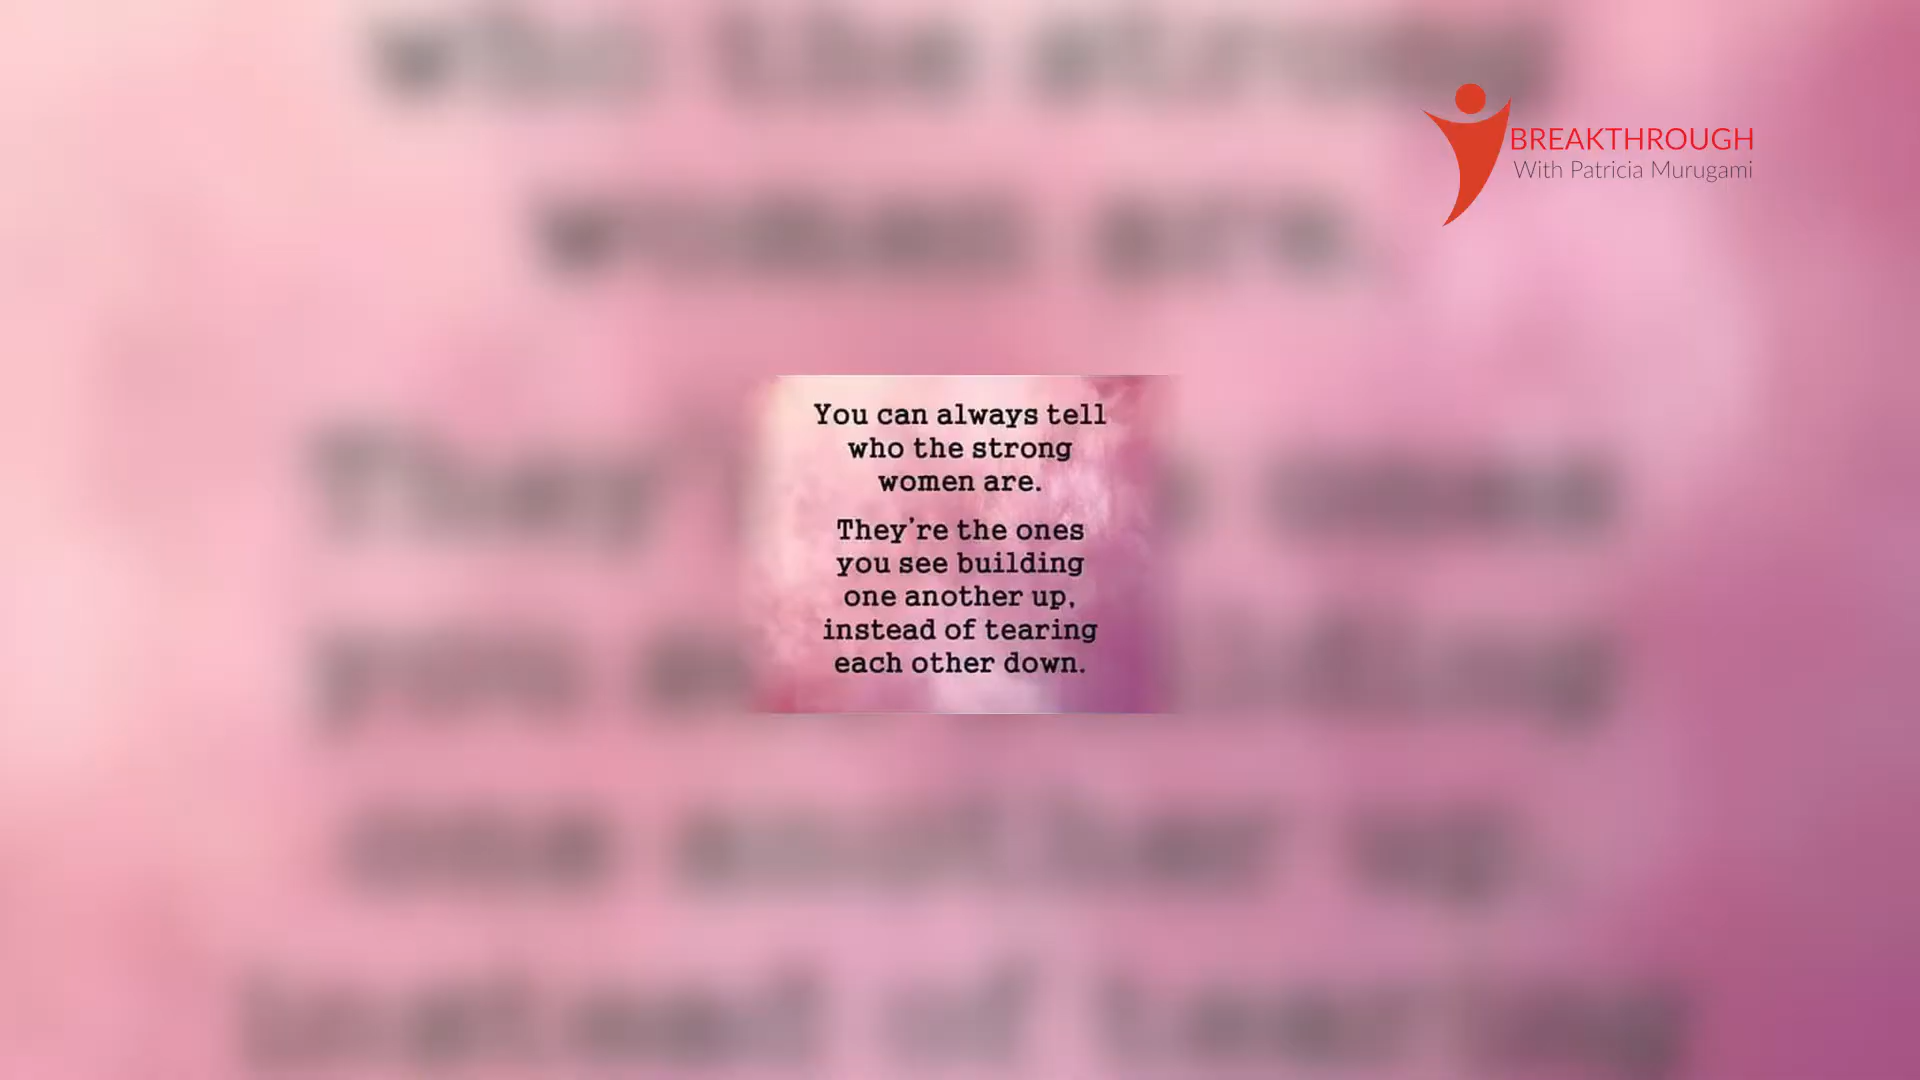 BREAKTHROUGH
With Patricia Murugami
You can always tell
who the strong
women are.
They're the ones
you see building
one another up,
instead of tearing
each other down.